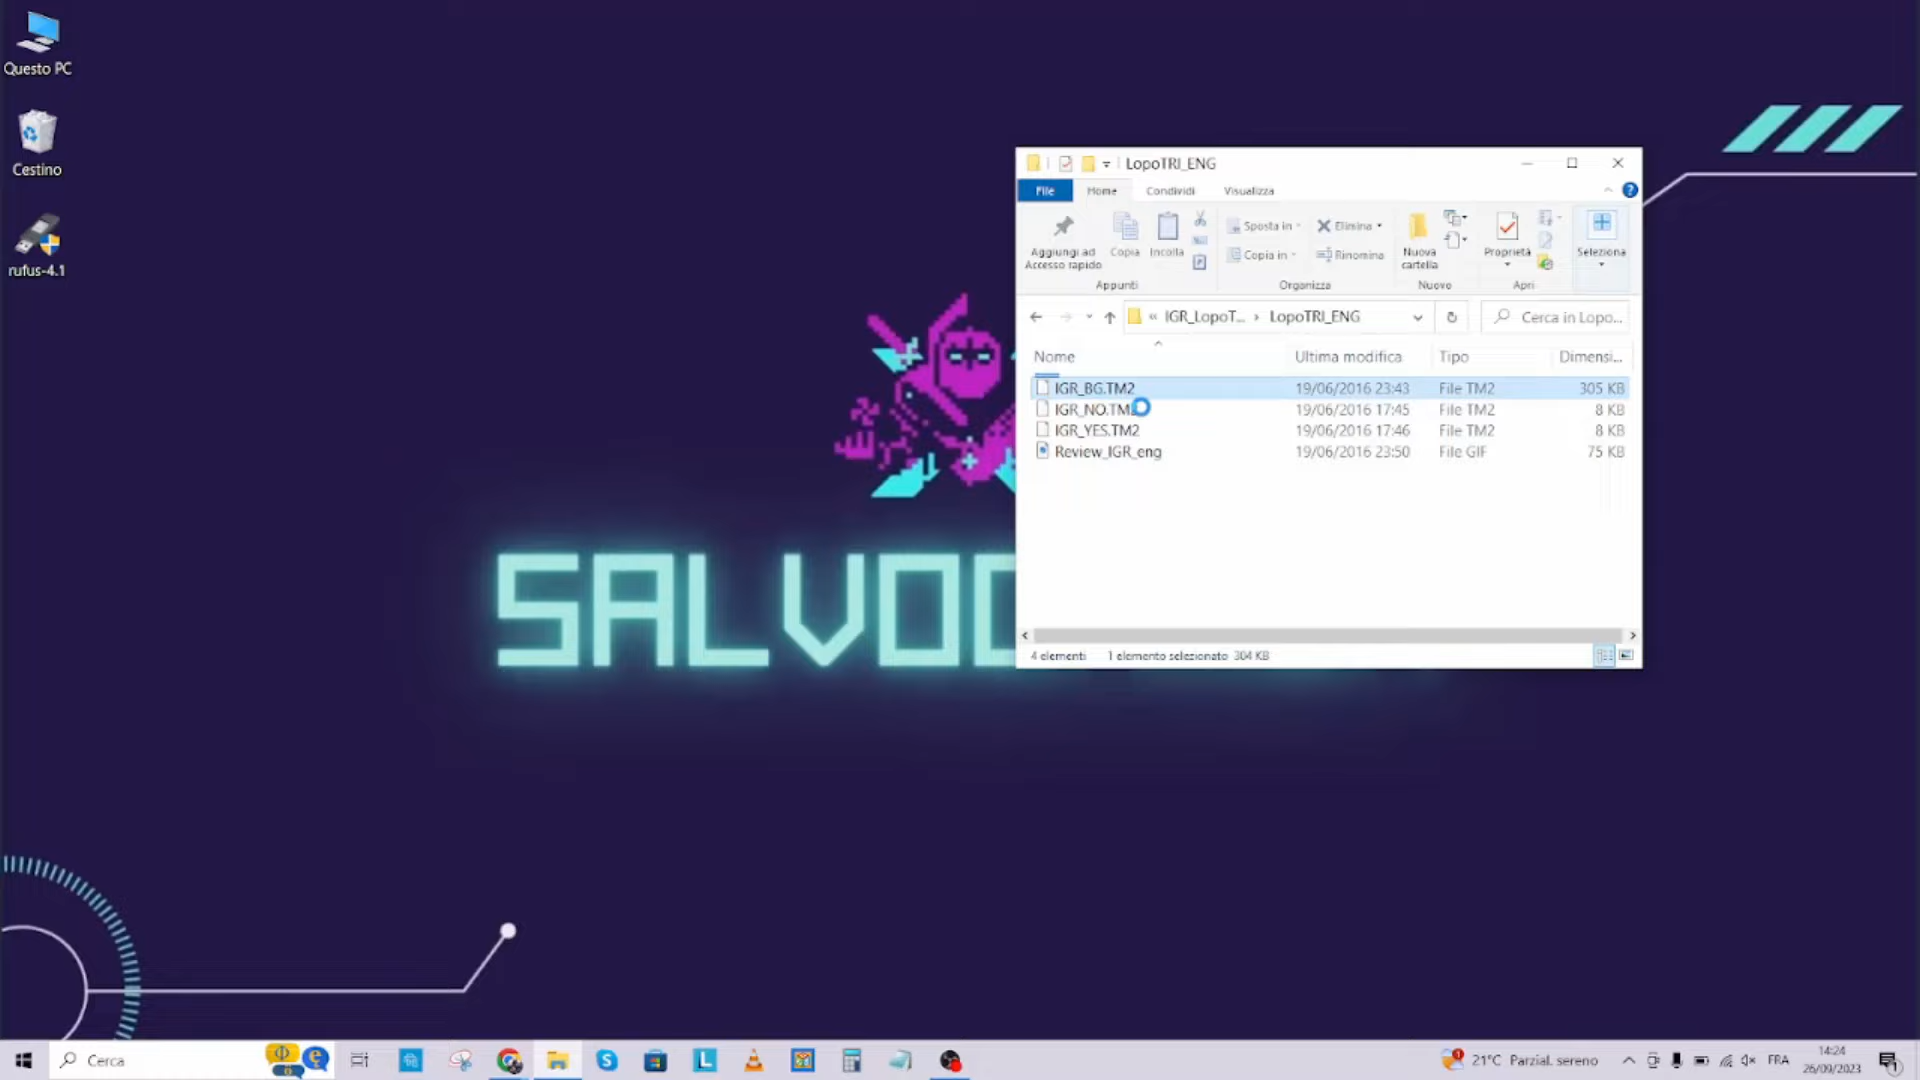 Questo PC
Cestino
rufus-4.1
LopoTRI_ENG
File Home Condividi Visualizza
Aggiungi ad Accesso rapido
Copia
Incolla
Sposta in
Copia in
Elimina
Rinomina
Nuova cartella
Proprietà
Seleziona
Appunti Organizza Nuovo Apri
« IGR_LopoT... › LopoTRI_ENG
Cerca in Lopo...
Nome Ultima modifica Tipo Dimensi...
IGR_BG.TM2 19/06/2016 23:43 File TM2 305 KB
IGR_NO.TM2 19/06/2016 17:45 File TM2 8 KB
IGR_YES.TM2 19/06/2016 17:46 File TM2 8 KB
Review_IGR_eng 19/06/2016 23:50 File GIF 75 KB
4 elementi 1 elemento selezionato 304 KB
SALVO
Cerca
21°C Parzial. sereno
FRA
14:24
26/09/2023